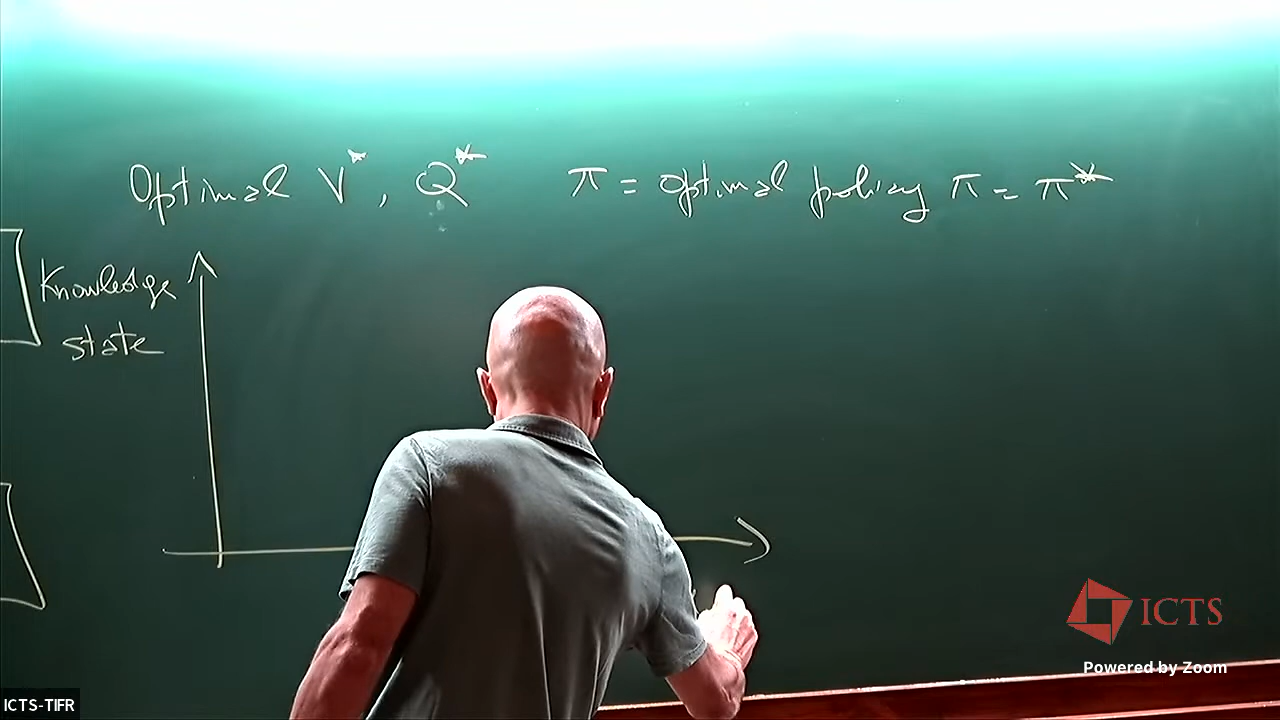 Optimal V*, Q* π = optimal policy π = π*
Knowledge
state
ICTS
Powered by Zoom
ICTS-TIFR